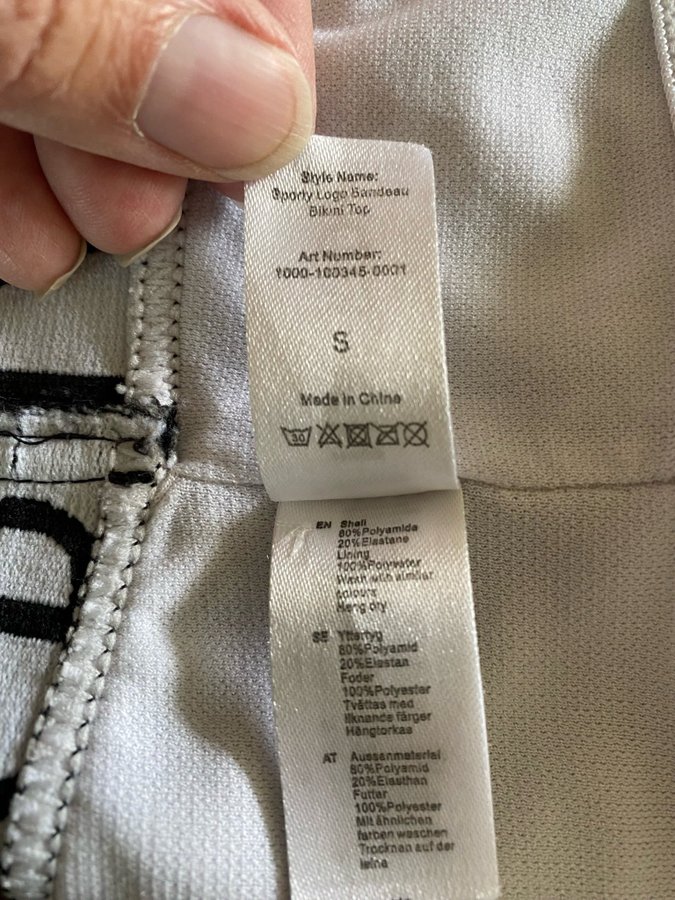 Style Name:
Sporty Logo Bandeau
Bikini Top
Art Number:
1000-100345-0001
S
Made in China
30
EN Shell
80%Polyamide
20%Elastane
Lining
100%Polyester
Wash with similar
colours
Hang dry
SE Yttertyg
80%Polyamid
20%Elastan
Foder
100%Polyester
Tvättas med
liknande färger
Hängtorkas
AT Aussenmaterial
80%Polyamid
20%Elasthan
Futter
100%Polyester
Mit ähnlichen
farben waschen
Trocknen auf der
leine